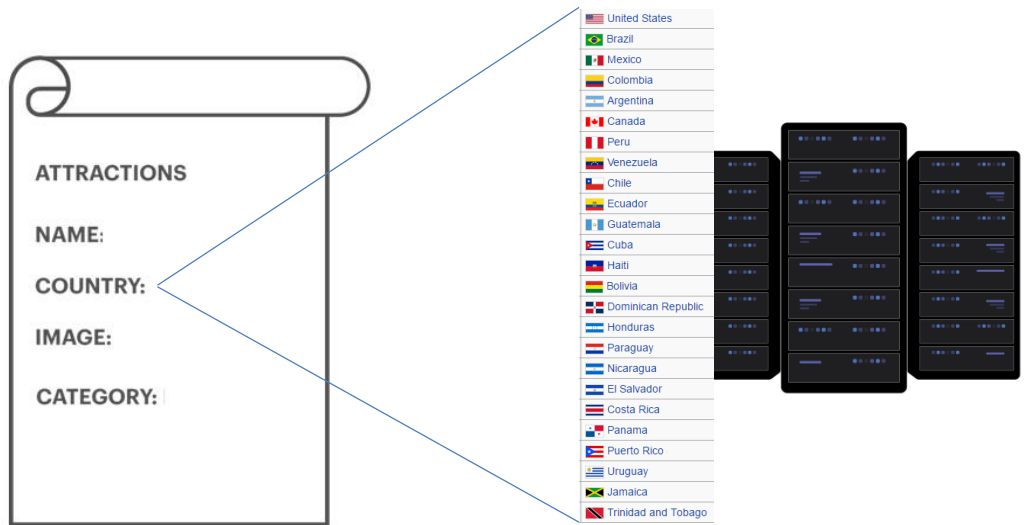 ATTRACTIONS
NAME:
COUNTRY:
IMAGE:
CATEGORY:
United States
Brazil
Mexico
Colombia
Argentina
Canada
Peru
Venezuela
Chile
Ecuador
Guatemala
Cuba
Haiti
Bolivia
Dominican Republic
Honduras
Paraguay
Nicaragua
El Salvador
Costa Rica
Panama
Puerto Rico
Uruguay
Jamaica
Trinidad and Tobago